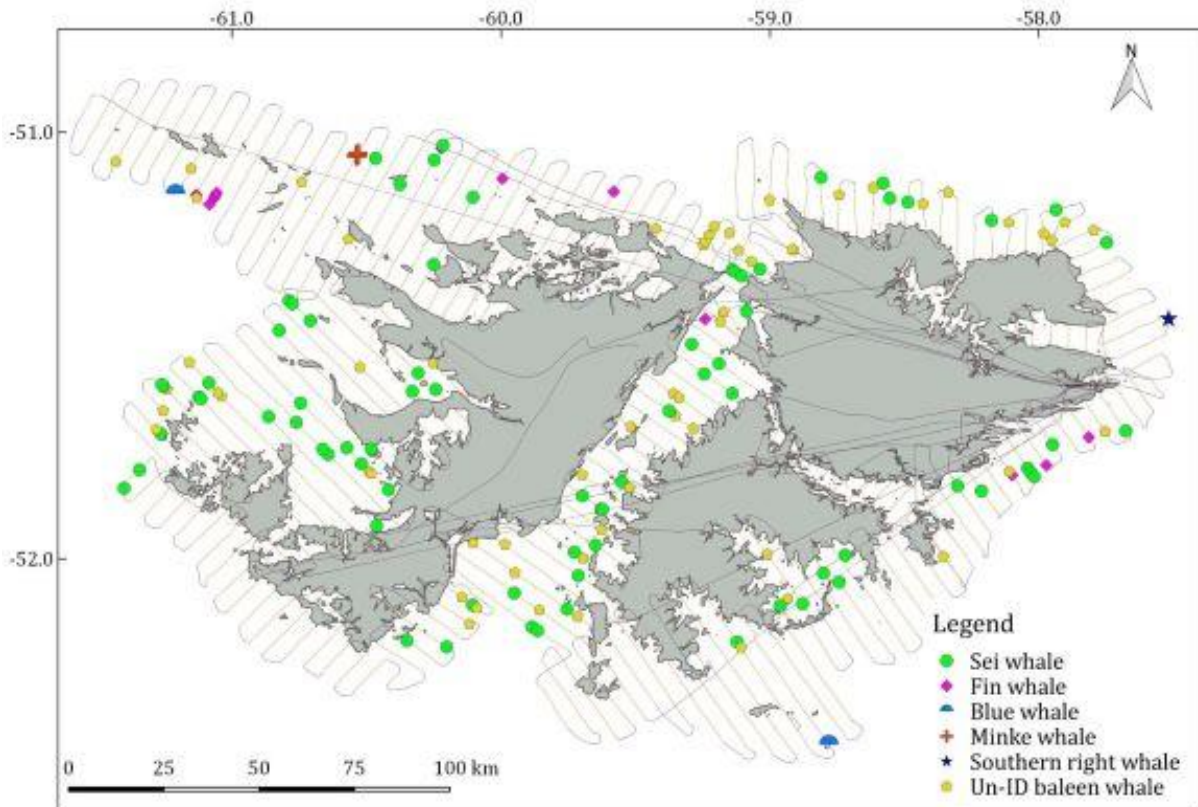 -61.0 -60.0 -59.0 -58.0
N
-51.0
-52.0
Legend
Sei whale
Fin whale
Blue whale
Minke whale
Southern right whale
Un-ID baleen whale
0 25 50 75 100 km